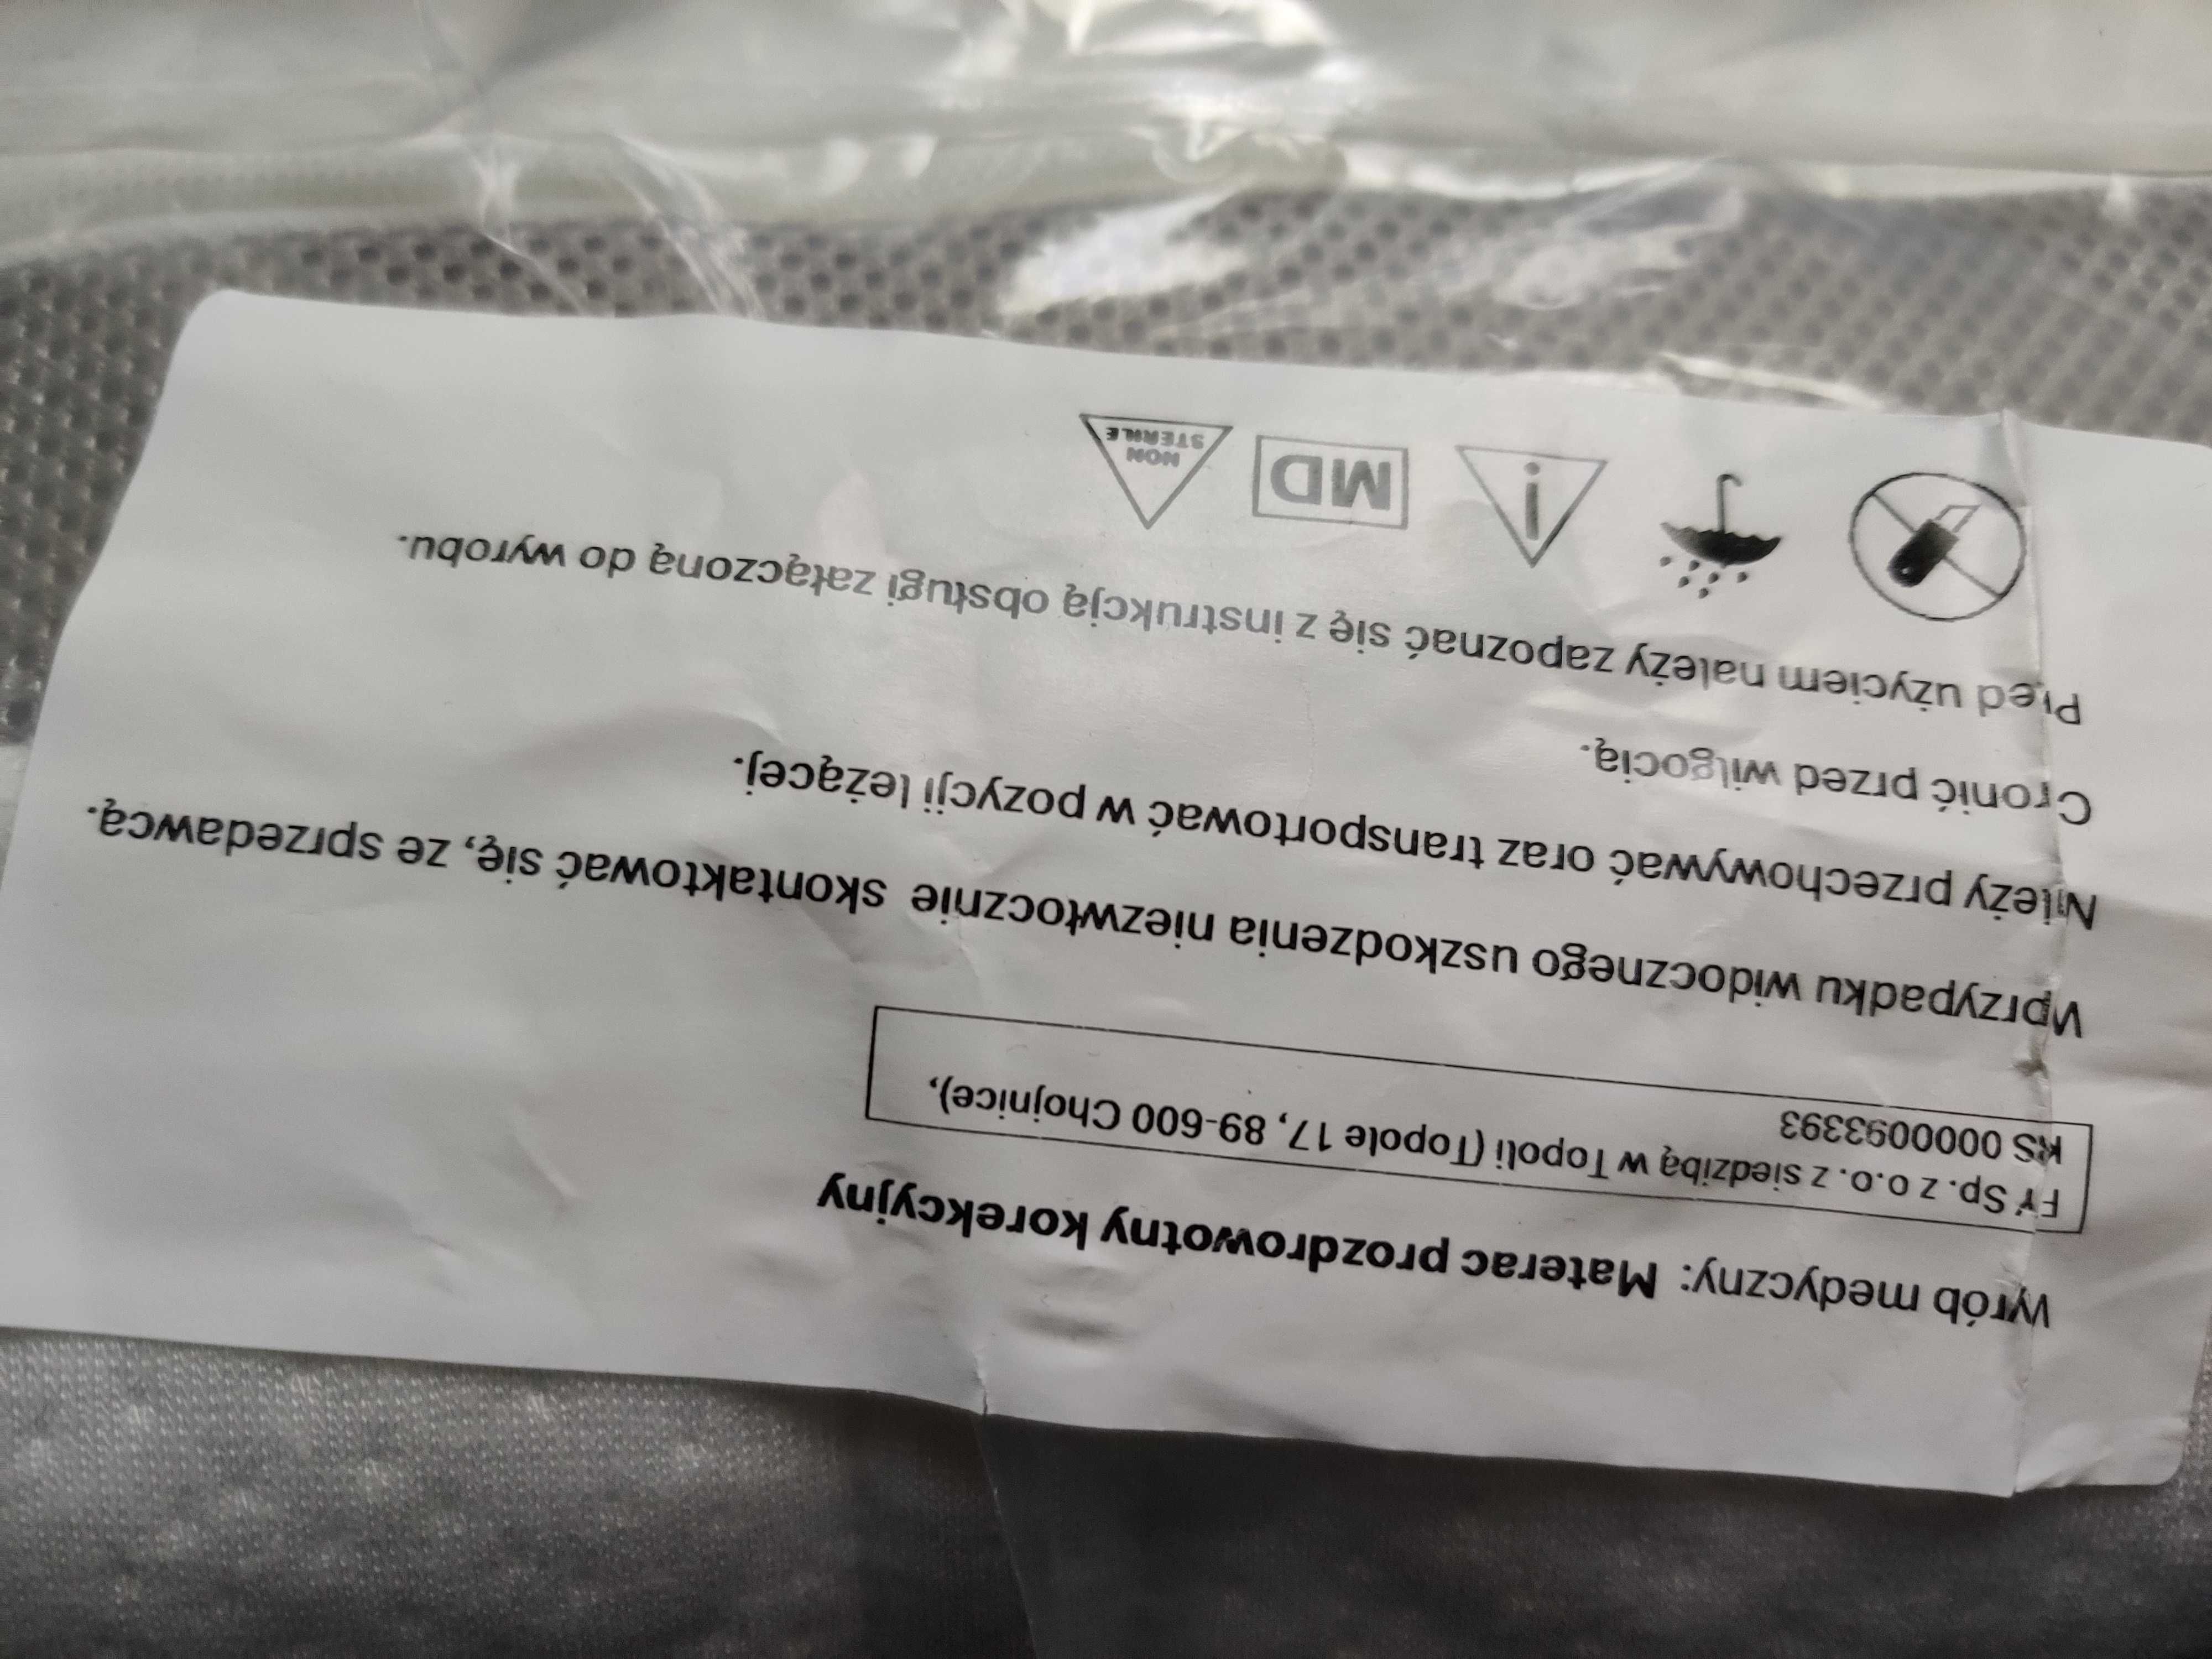 Wyrób medyczny: Materac prozdrowotny korekcyjny
Sp. z o.o. z siedzibą w Topoli (Topole 17, 89-600 Chojnice),
KRS 0000093393
W przypadku widocznego uszkodzenia niezwłocznie skontaktować się, ze sprzedawcą.
Należy przechowywać oraz transportować w pozycji leżącej.
Chronić przed wilgocią.
Przed użyciem należy zapoznać się z instrukcją obsługi załączoną do wyrobu.
i
MD
NON
STERILE